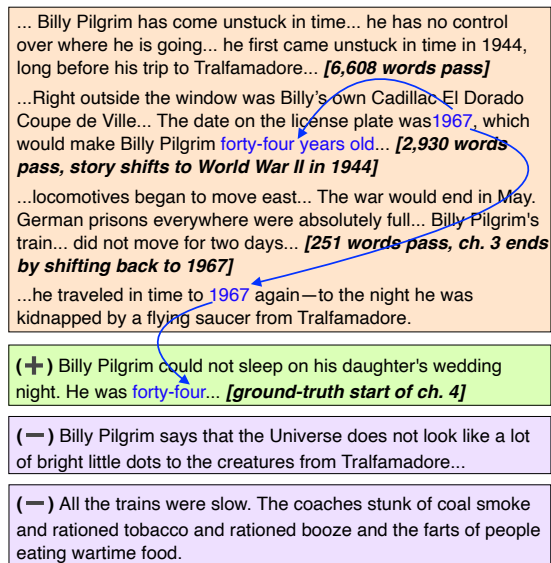 ... Billy Pilgrim has come unstuck in time... he has no control
over where he is going... he first came unstuck in time in 1944,
long before his trip to Tralfamadore... [6,608 words pass]
...Right outside the window was Billy's own Cadillac El Dorado
Coupe de Ville... The date on the license plate was 1967, which
would make Billy Pilgrim forty-four years old... [2,930 words
pass, story shifts to World War II in 1944]
...locomotives began to move east... The war would end in May.
German prisons everywhere were absolutely full... Billy Pilgrim's
train... did not move for two days... [251 words pass, ch. 3 ends
by shifting back to 1967]
...he traveled in time to 1967 again—to the night he was
kidnapped by a flying saucer from Tralfamadore.
(+) Billy Pilgrim could not sleep on his daughter's wedding
night. He was forty-four... [ground-truth start of ch. 4]
(—) Billy Pilgrim says that the Universe does not look like a lot
of bright little dots to the creatures from Tralfamadore...
(—) All the trains were slow. The coaches stunk of coal smoke
and rationed tobacco and rationed booze and the farts of people
eating wartime food.